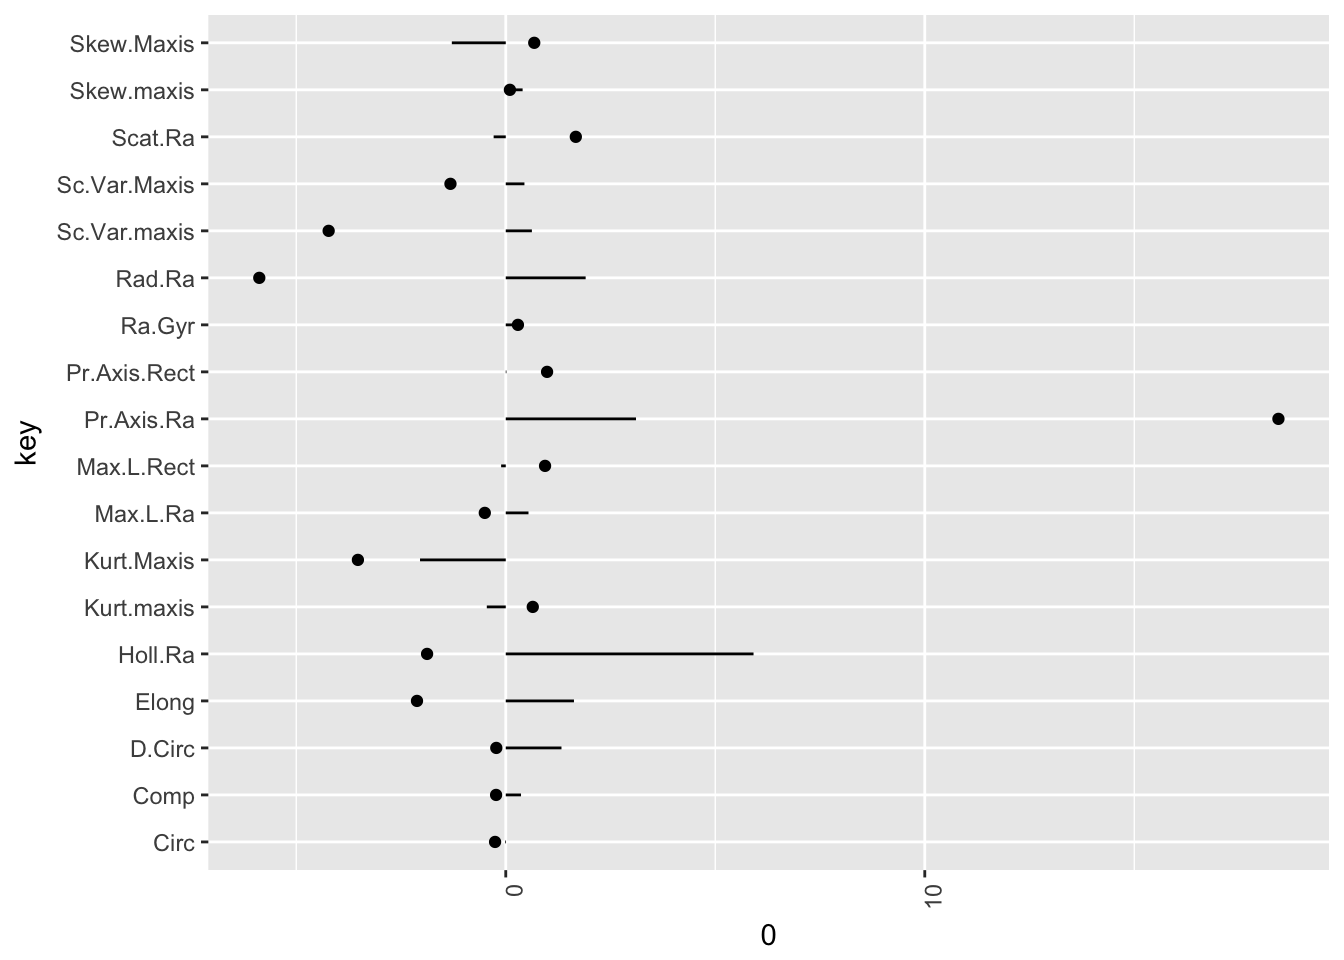 Skew.Maxis
Skew.maxis
Scat.Ra
Sc.Var.Maxis
Sc.Var.maxis
Rad.Ra
Ra.Gyr
Pr.Axis.Rect
Pr.Axis.Ra
Max.L.Rect
Max.L.Ra
Kurt.Maxis
Kurt.maxis
Holl.Ra
Elong
D.Circ
Comp
Circ
key
0
10
0